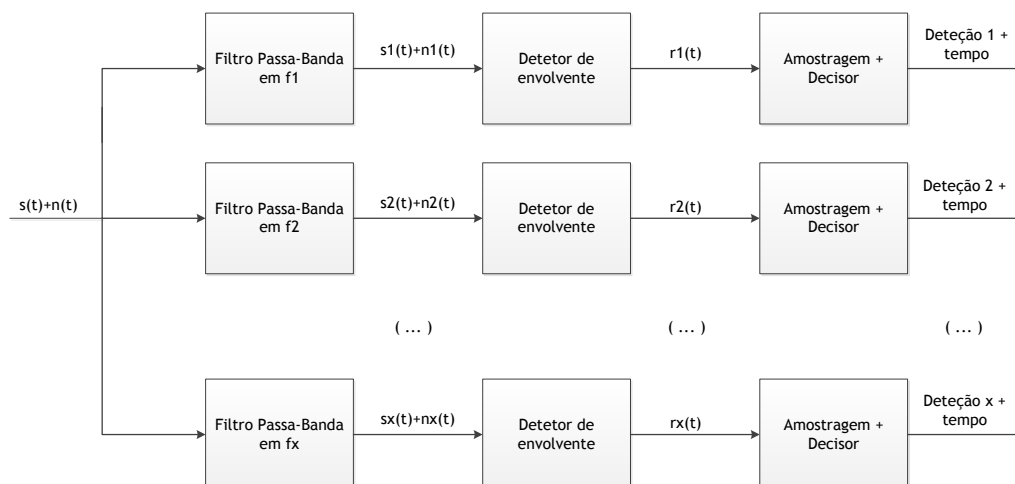 Filtro Passa-Banda
em f1
s1(t)+n1(t)
Detetor de
envolvente
r1(t)
Amostragem +
Decisor
Deteção 1 +
tempo
s(t)+n(t)
Filtro Passa-Banda
em f2
s2(t)+n2(t)
Detetor de
envolvente
r2(t)
Amostragem +
Decisor
Deteção 2 +
tempo
( ... )
( ... )
( ... )
Filtro Passa-Banda
em fx
sx(t)+nx(t)
Detetor de
envolvente
rx(t)
Amostragem +
Decisor
Deteção x +
tempo